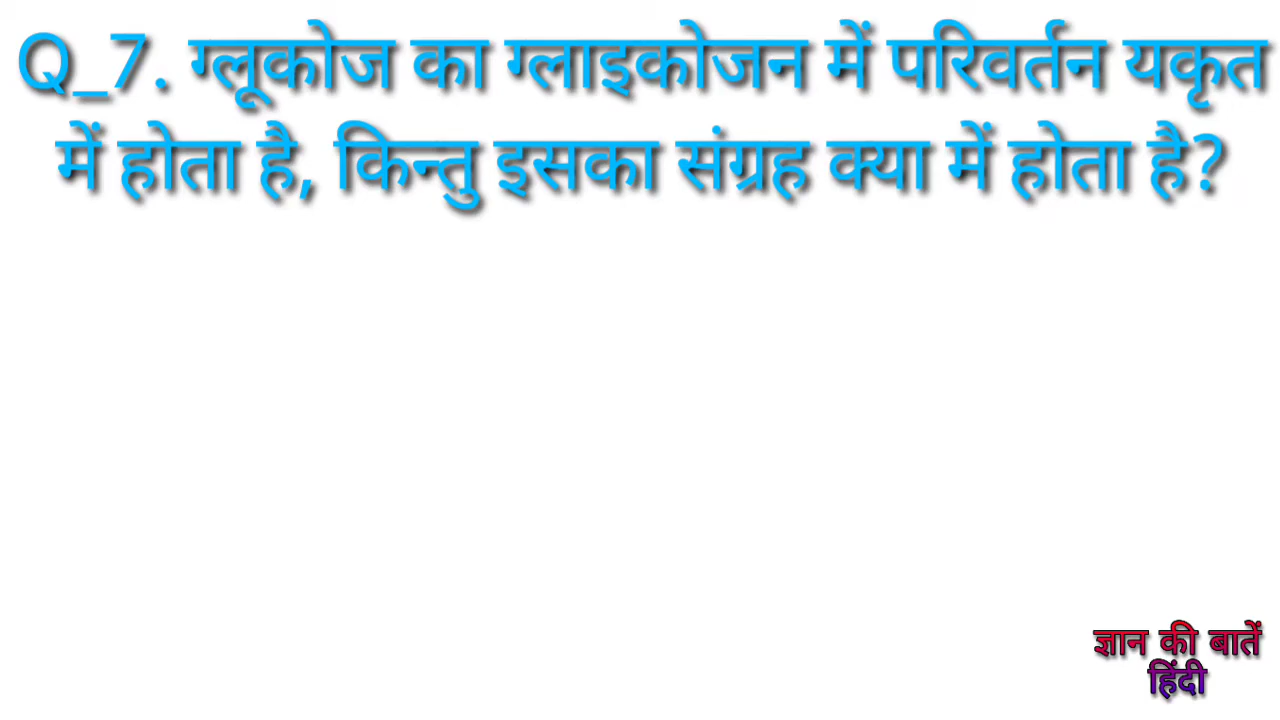 Q_7. ग्लूकोज का ग्लाइकोजन में परिवर्तन यकृत
में होता है, किन्तु इसका संग्रह क्या में होता है?
ज्ञान की बातें
हिंदी